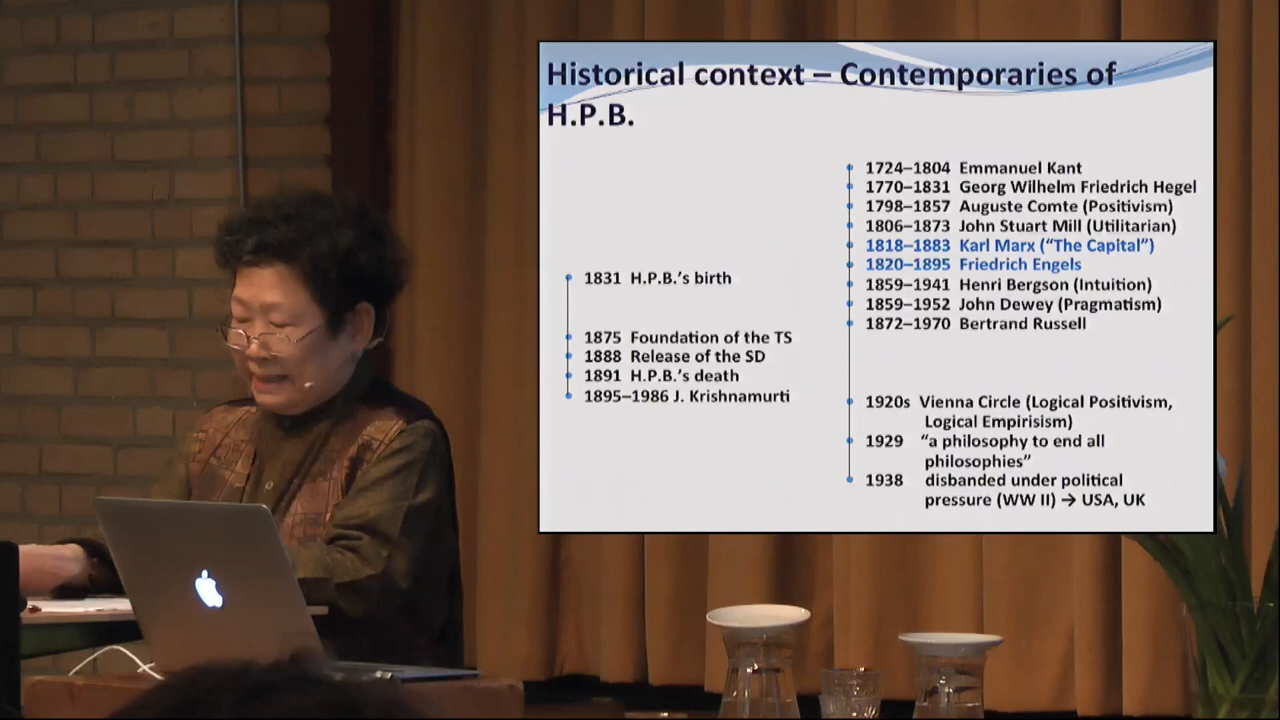 Historical context – Contemporaries of
H.P.B.
1831 H.P.B.'s birth
1875 Foundation of the TS
1888 Release of the SD
1891 H.P.B.'s death
1895–1986 J. Krishnamurti
1724–1804 Emmanuel Kant
1770–1831 Georg Wilhelm Friedrich Hegel
1798–1857 Auguste Comte (Positivism)
1806–1873 John Stuart Mill (Utilitarian)
1818–1883 Karl Marx (“The Capital”)
1820–1895 Friedrich Engels
1859–1941 Henri Bergson (Intuition)
1859–1952 John Dewey (Pragmatism)
1872–1970 Bertrand Russell
1920s Vienna Circle (Logical Positivism,
Logical Empirisism)
1929 “a philosophy to end all
philosophies”
1938 disbanded under political
pressure (WW II) → USA, UK